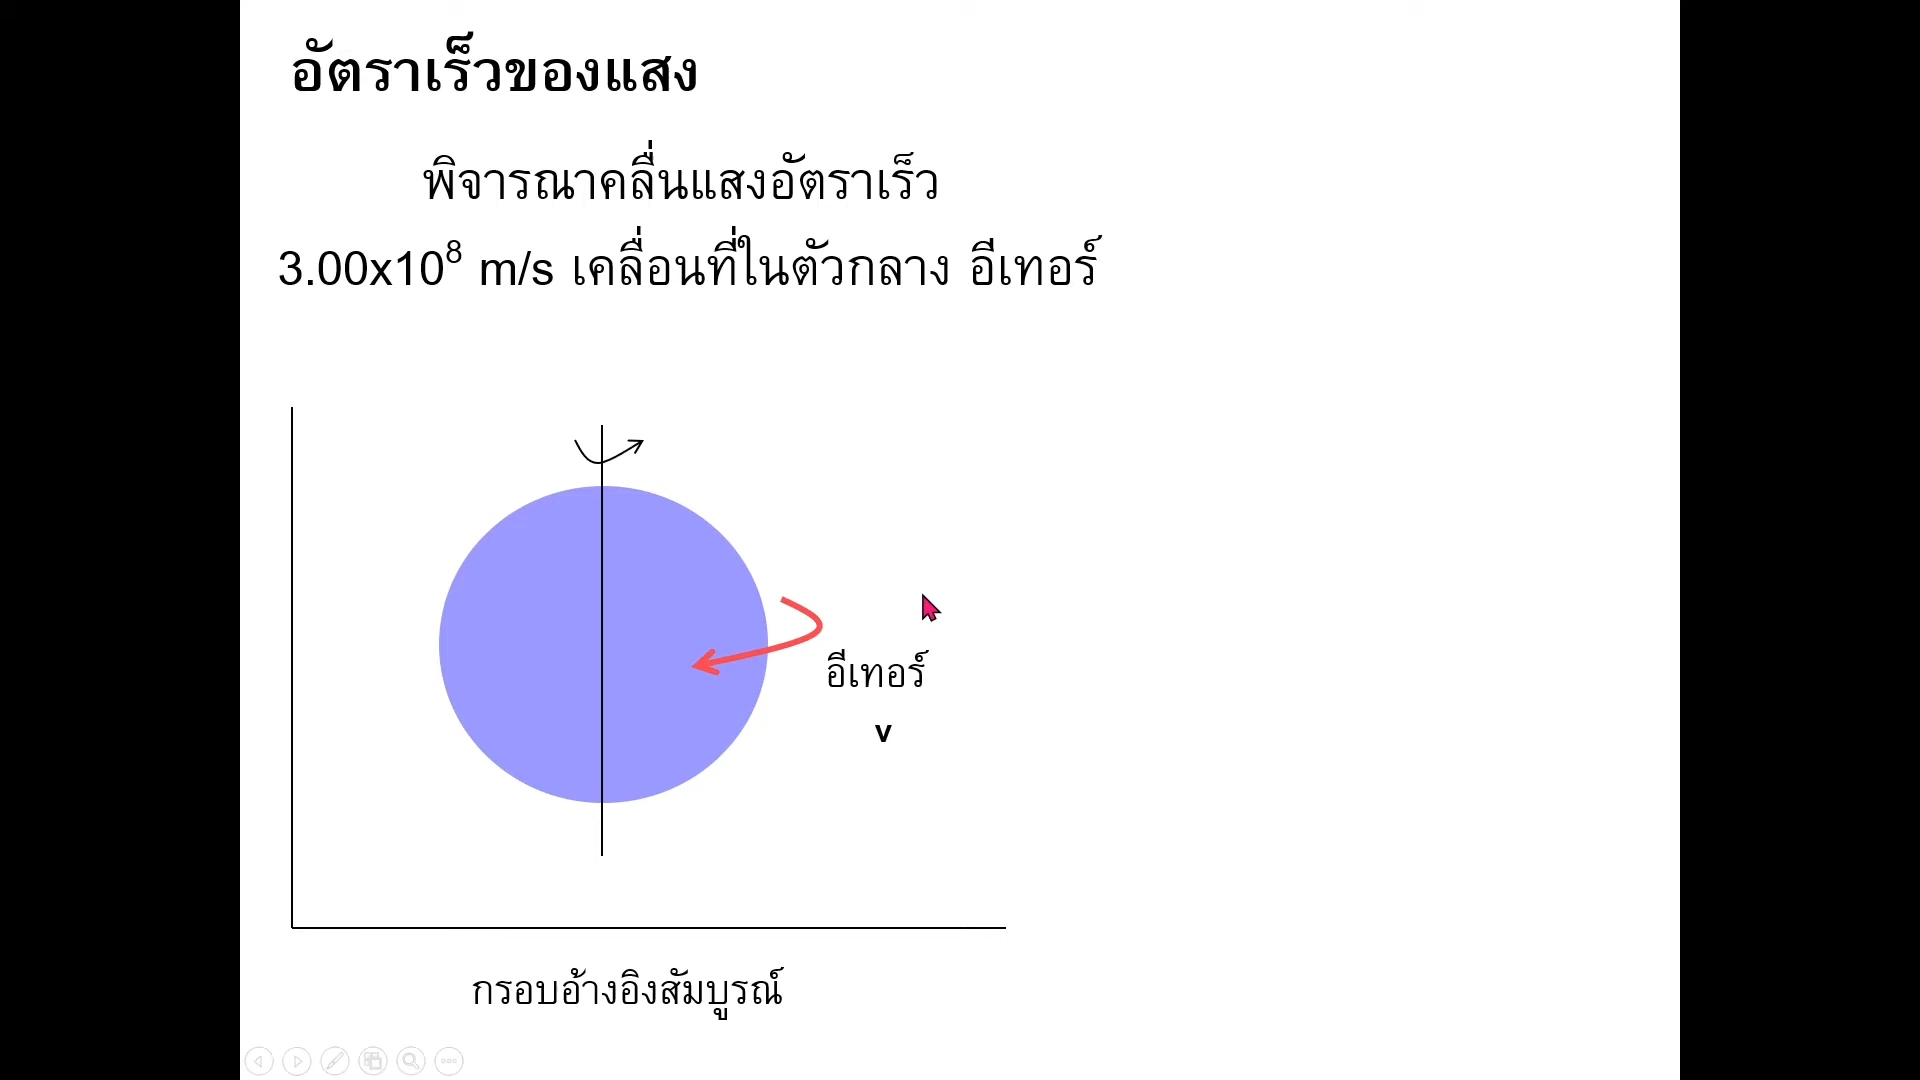 อัตราเร็วของแสง
พิจารณาคลื่นแสงอัตราเร็ว
3.00x10⁸ m/s เคลื่อนที่ในตัวกลาง อีเทอร์
อีเทอร์
v
กรอบอ้างอิงสัมบูรณ์